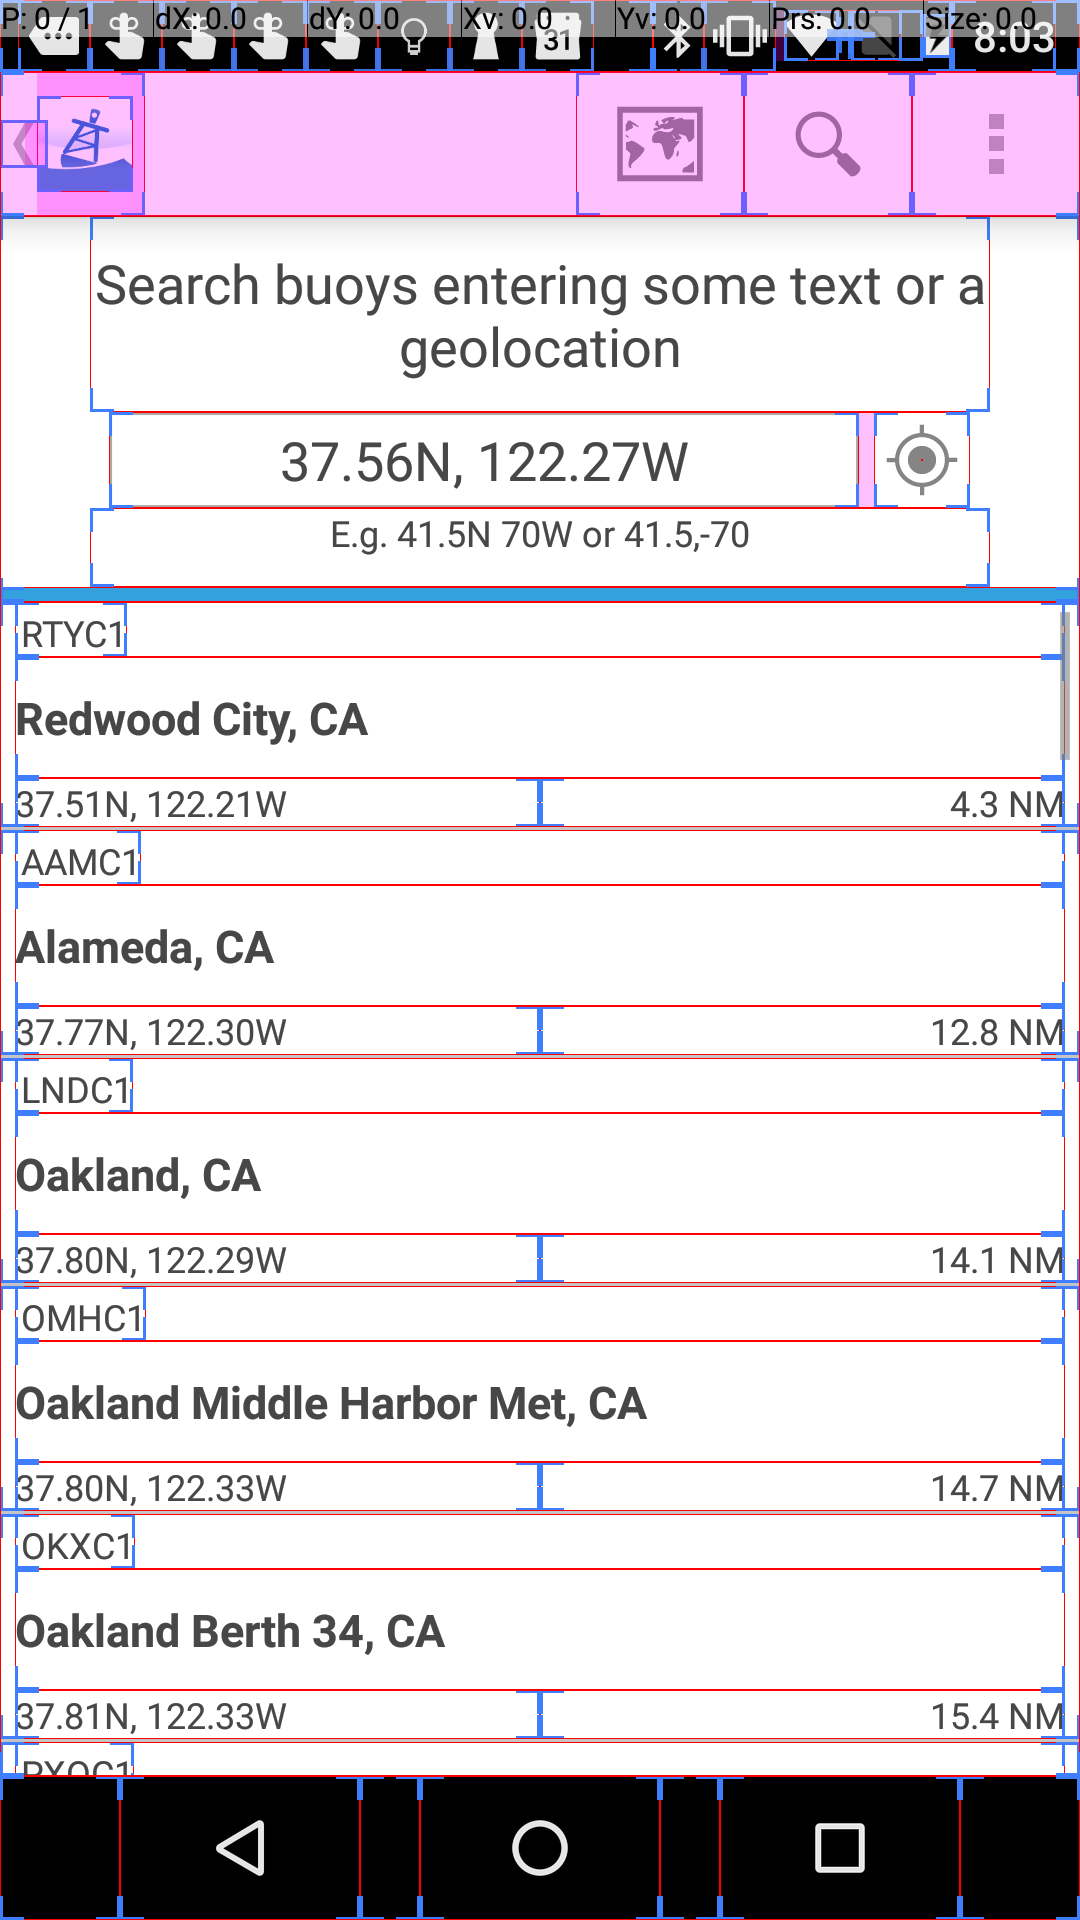 P: 0 / 1 dX: 0.0 dY: 0.0 Xv: 0.0 Yv: 0.0 Prs: 0.0 Size: 0.0
31 8:03
Search buoys entering some text or a
geolocation
37.56N, 122.27W
E.g. 41.5N 70W or 41.5,-70
RTYC1
Redwood City, CA
37.51N, 122.21W 4.3 NM
AAMC1
Alameda, CA
37.77N, 122.30W 12.8 NM
LNDC1
Oakland, CA
37.80N, 122.29W 14.1 NM
OMHC1
Oakland Middle Harbor Met, CA
37.80N, 122.33W 14.7 NM
OKXC1
Oakland Berth 34, CA
37.81N, 122.33W 15.4 NM